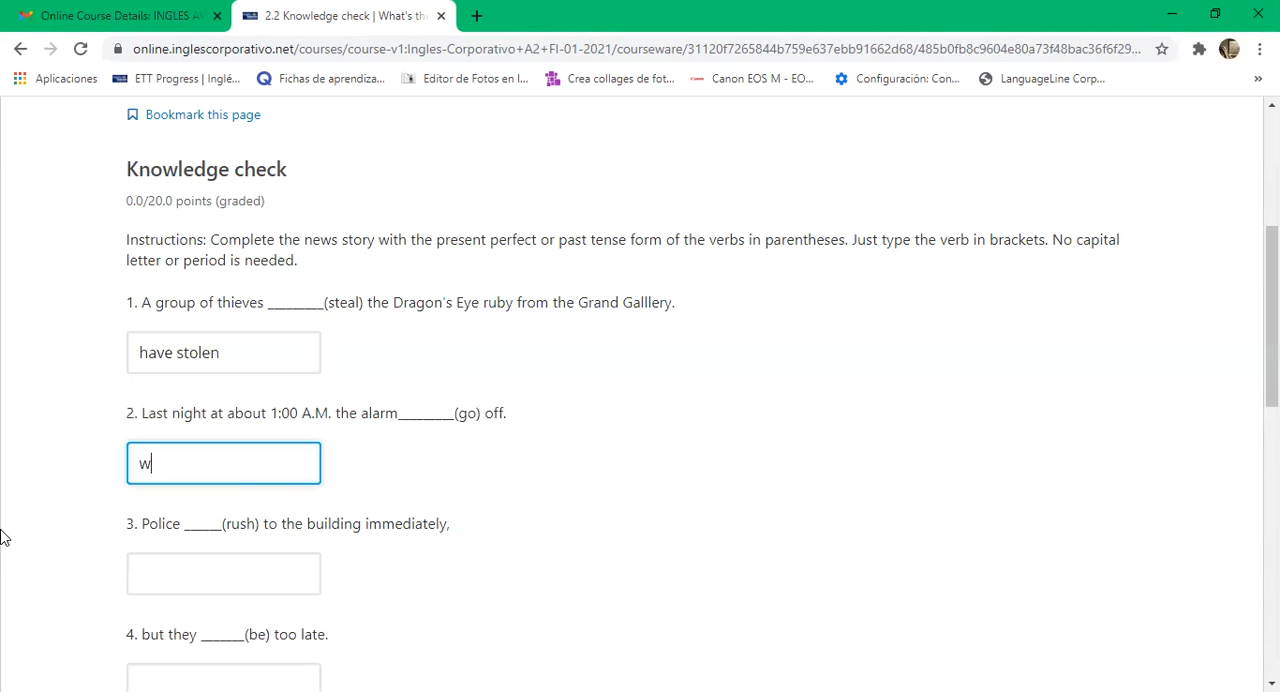 Online Course Details: INGLES A
2.2 Knowledge check | What's the
online.inglescorporativo.net/courses/course-v1:Ingles-Corporativo+A2+FI-01-2021/courseware/31120f7265844b759e637ebb91662d68/485b0fb8c9604e80a73f48bac36f6f29...
Aplicaciones
ETT Progress | Inglé...
Fichas de aprendiza...
Editor de Fotos en l...
Crea collages de fot...
Canon EOS M - EO...
Configuración: Con...
LanguageLine Corp...
»
Bookmark this page
Knowledge check
0.0/20.0 points (graded)
Instructions: Complete the news story with the present perfect or past tense form of the verbs in parentheses. Just type the verb in brackets. No capital
letter or period is needed.
1. A group of thieves ________(steal) the Dragon's Eye ruby from the Grand Galllery.
have stolen
2. Last night at about 1:00 A.M. the alarm________(go) off.
w
3. Police _____(rush) to the building immediately,
4. but they ______(be) too late.